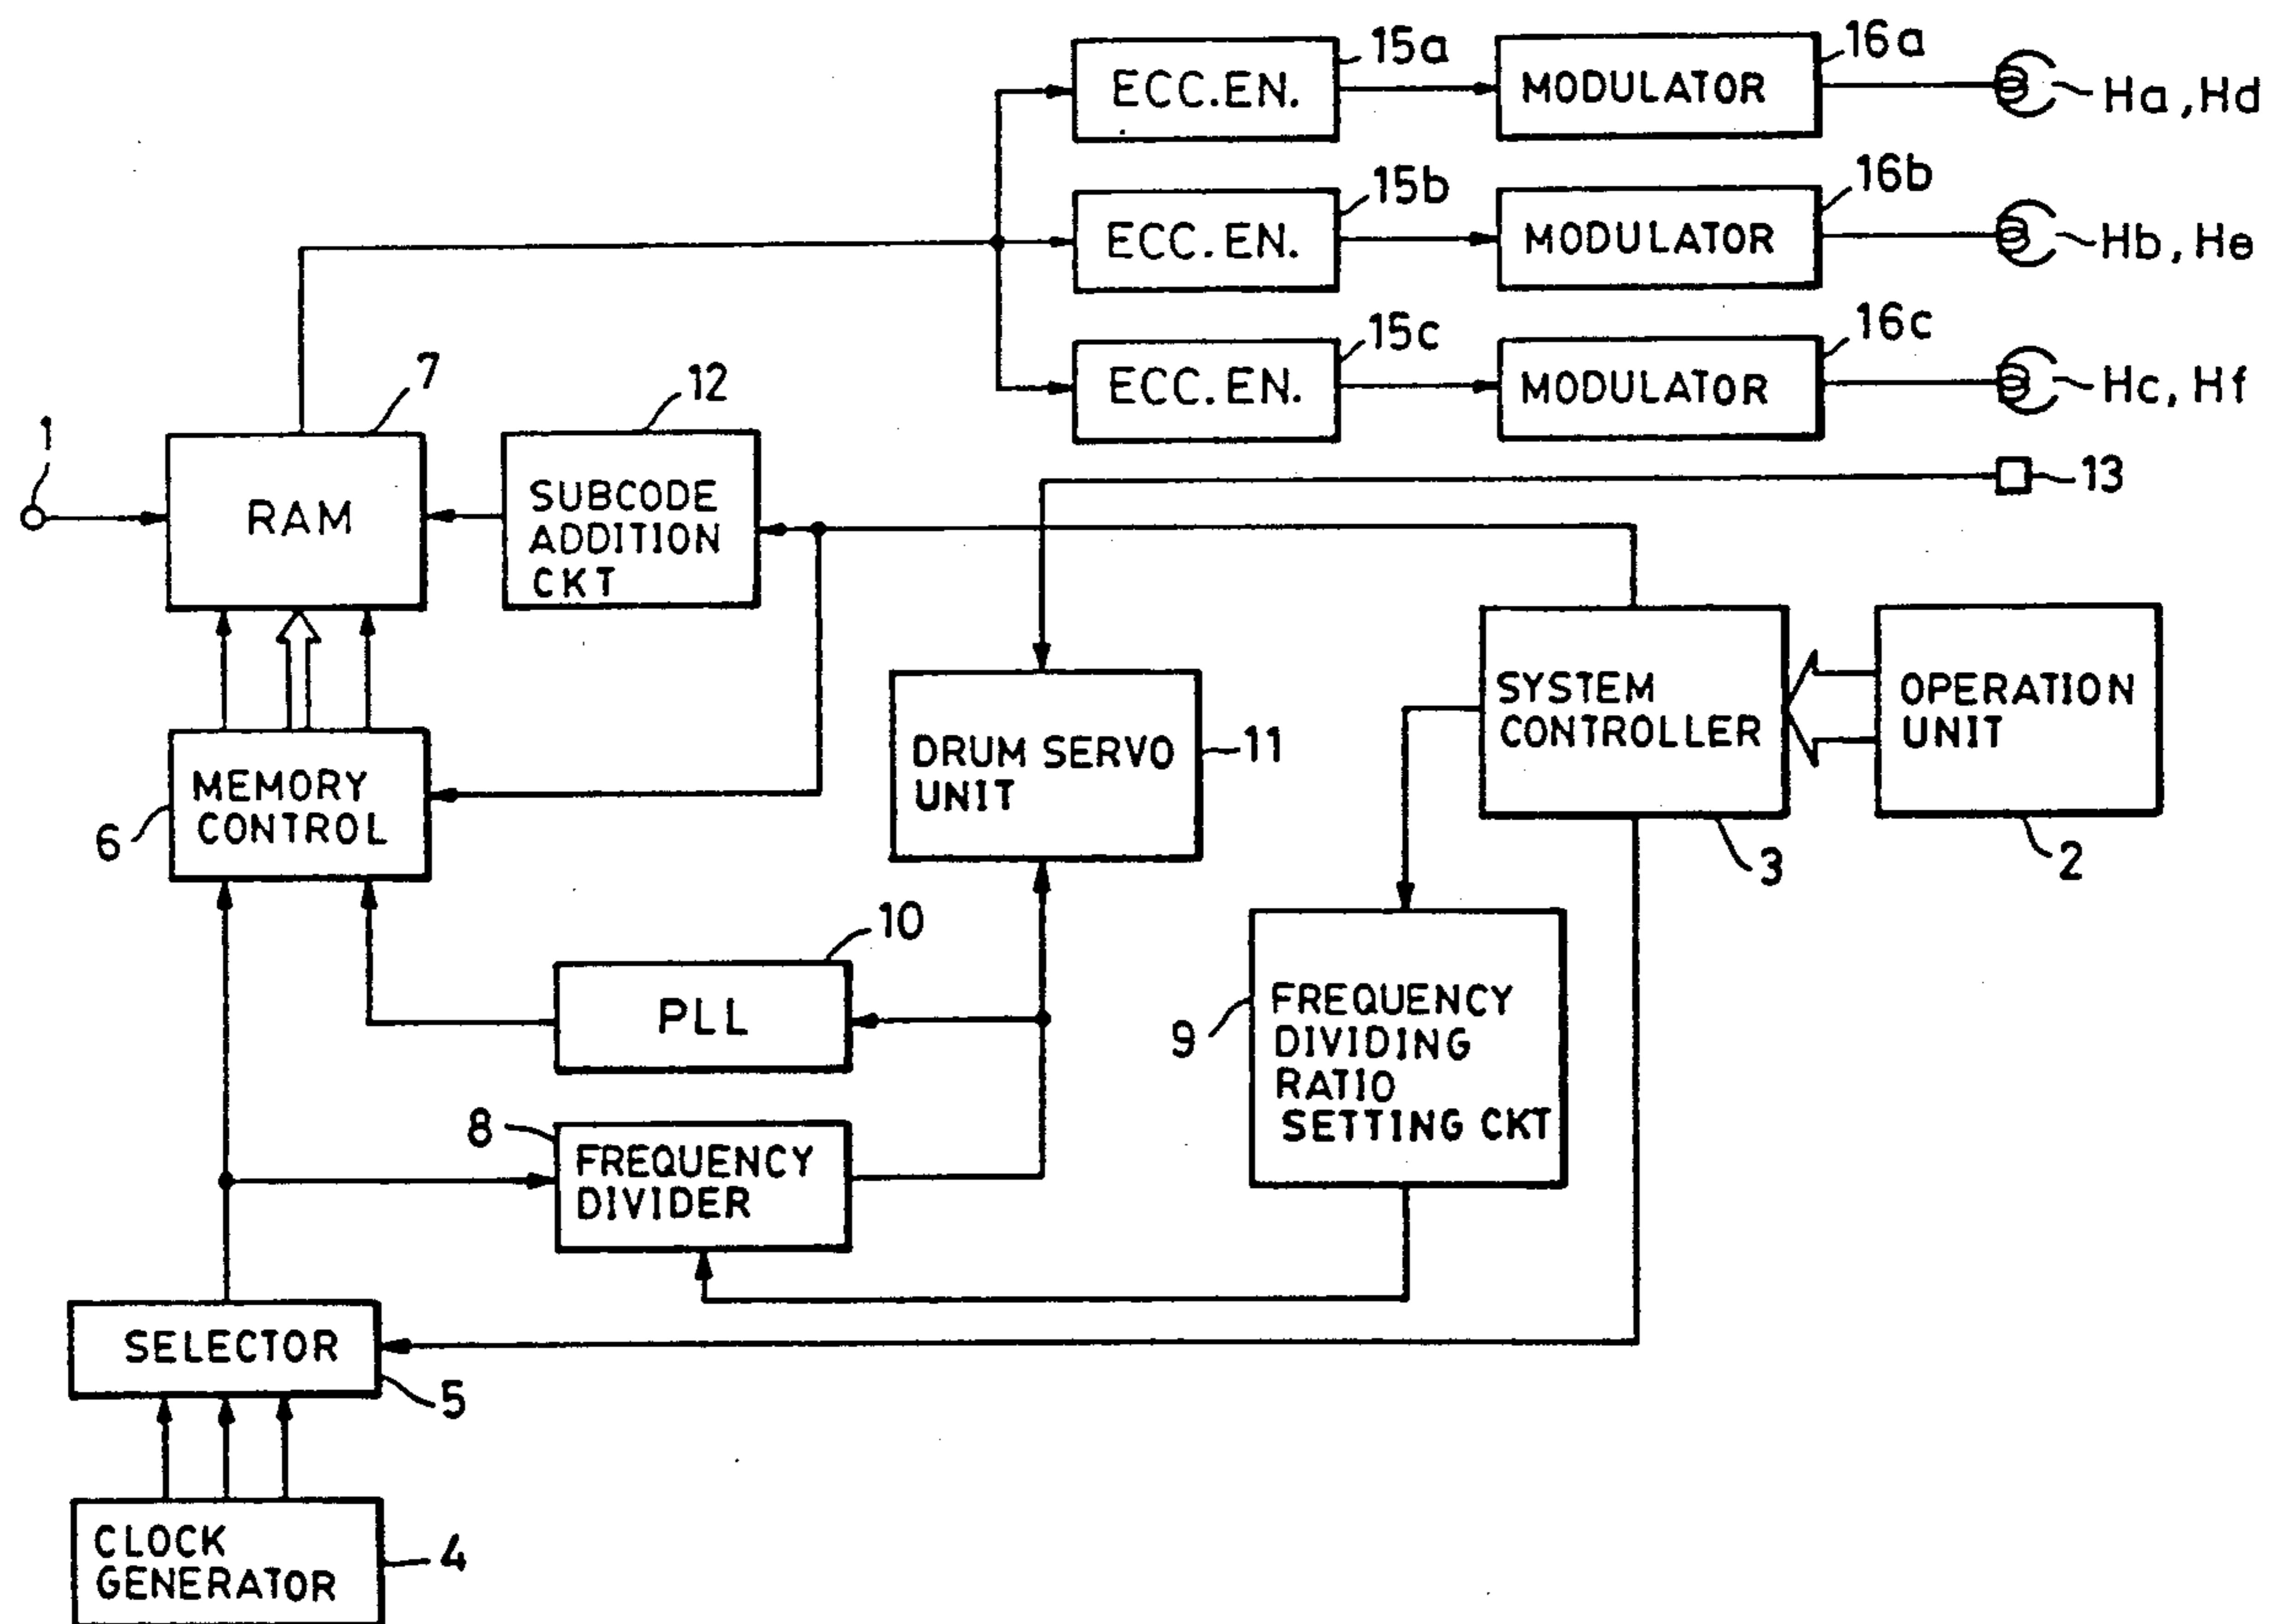 15a
16a
ECC.EN.
MODULATOR
Ha, Hd
15b
16b
ECC.EN.
MODULATOR
Hb, He
15c
16c
ECC.EN.
MODULATOR
Hc, Hf
7
12
1
RAM
SUBCODE
ADDITION
CKT
13
MEMORY
CONTROL
6
DRUM SERVO
UNIT
11
SYSTEM
CONTROLLER
3
OPERATION
UNIT
2
10
PLL
9
FREQUENCY
DIVIDING
RATIO
SETTING CKT
8
FREQUENCY
DIVIDER
SELECTOR
5
CLOCK
GENERATOR
4